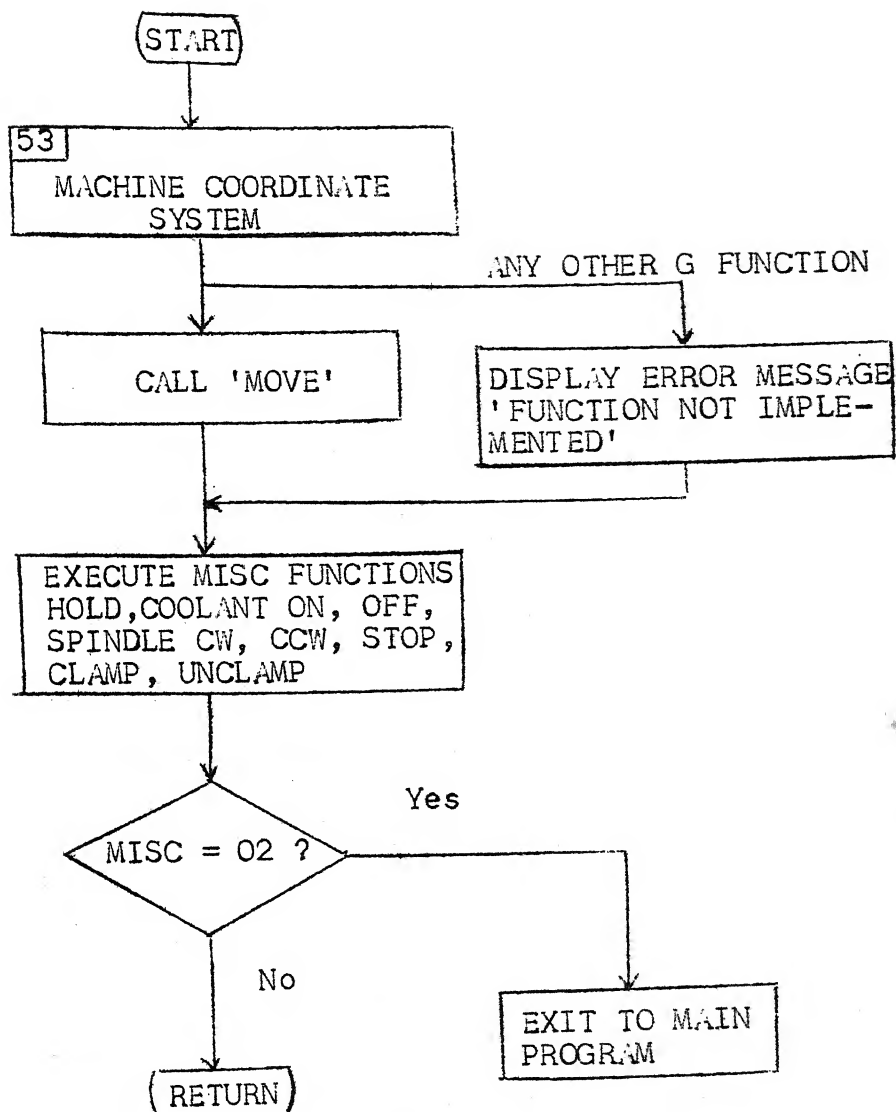 START
53
MACHINE COORDINATE
SYSTEM
ANY OTHER G FUNCTION
CALL 'MOVE'
DISPLAY ERROR MESSAGE
'FUNCTION NOT IMPLE-
MENTED'
EXECUTE MISC FUNCTIONS
HOLD,COOLANT ON, OFF,
SPINDLE CW, CCW, STOP,
CLAMP, UNCLAMP
MISC = 02 ?
Yes
No
EXIT TO MAIN
PROGRAM
RETURN